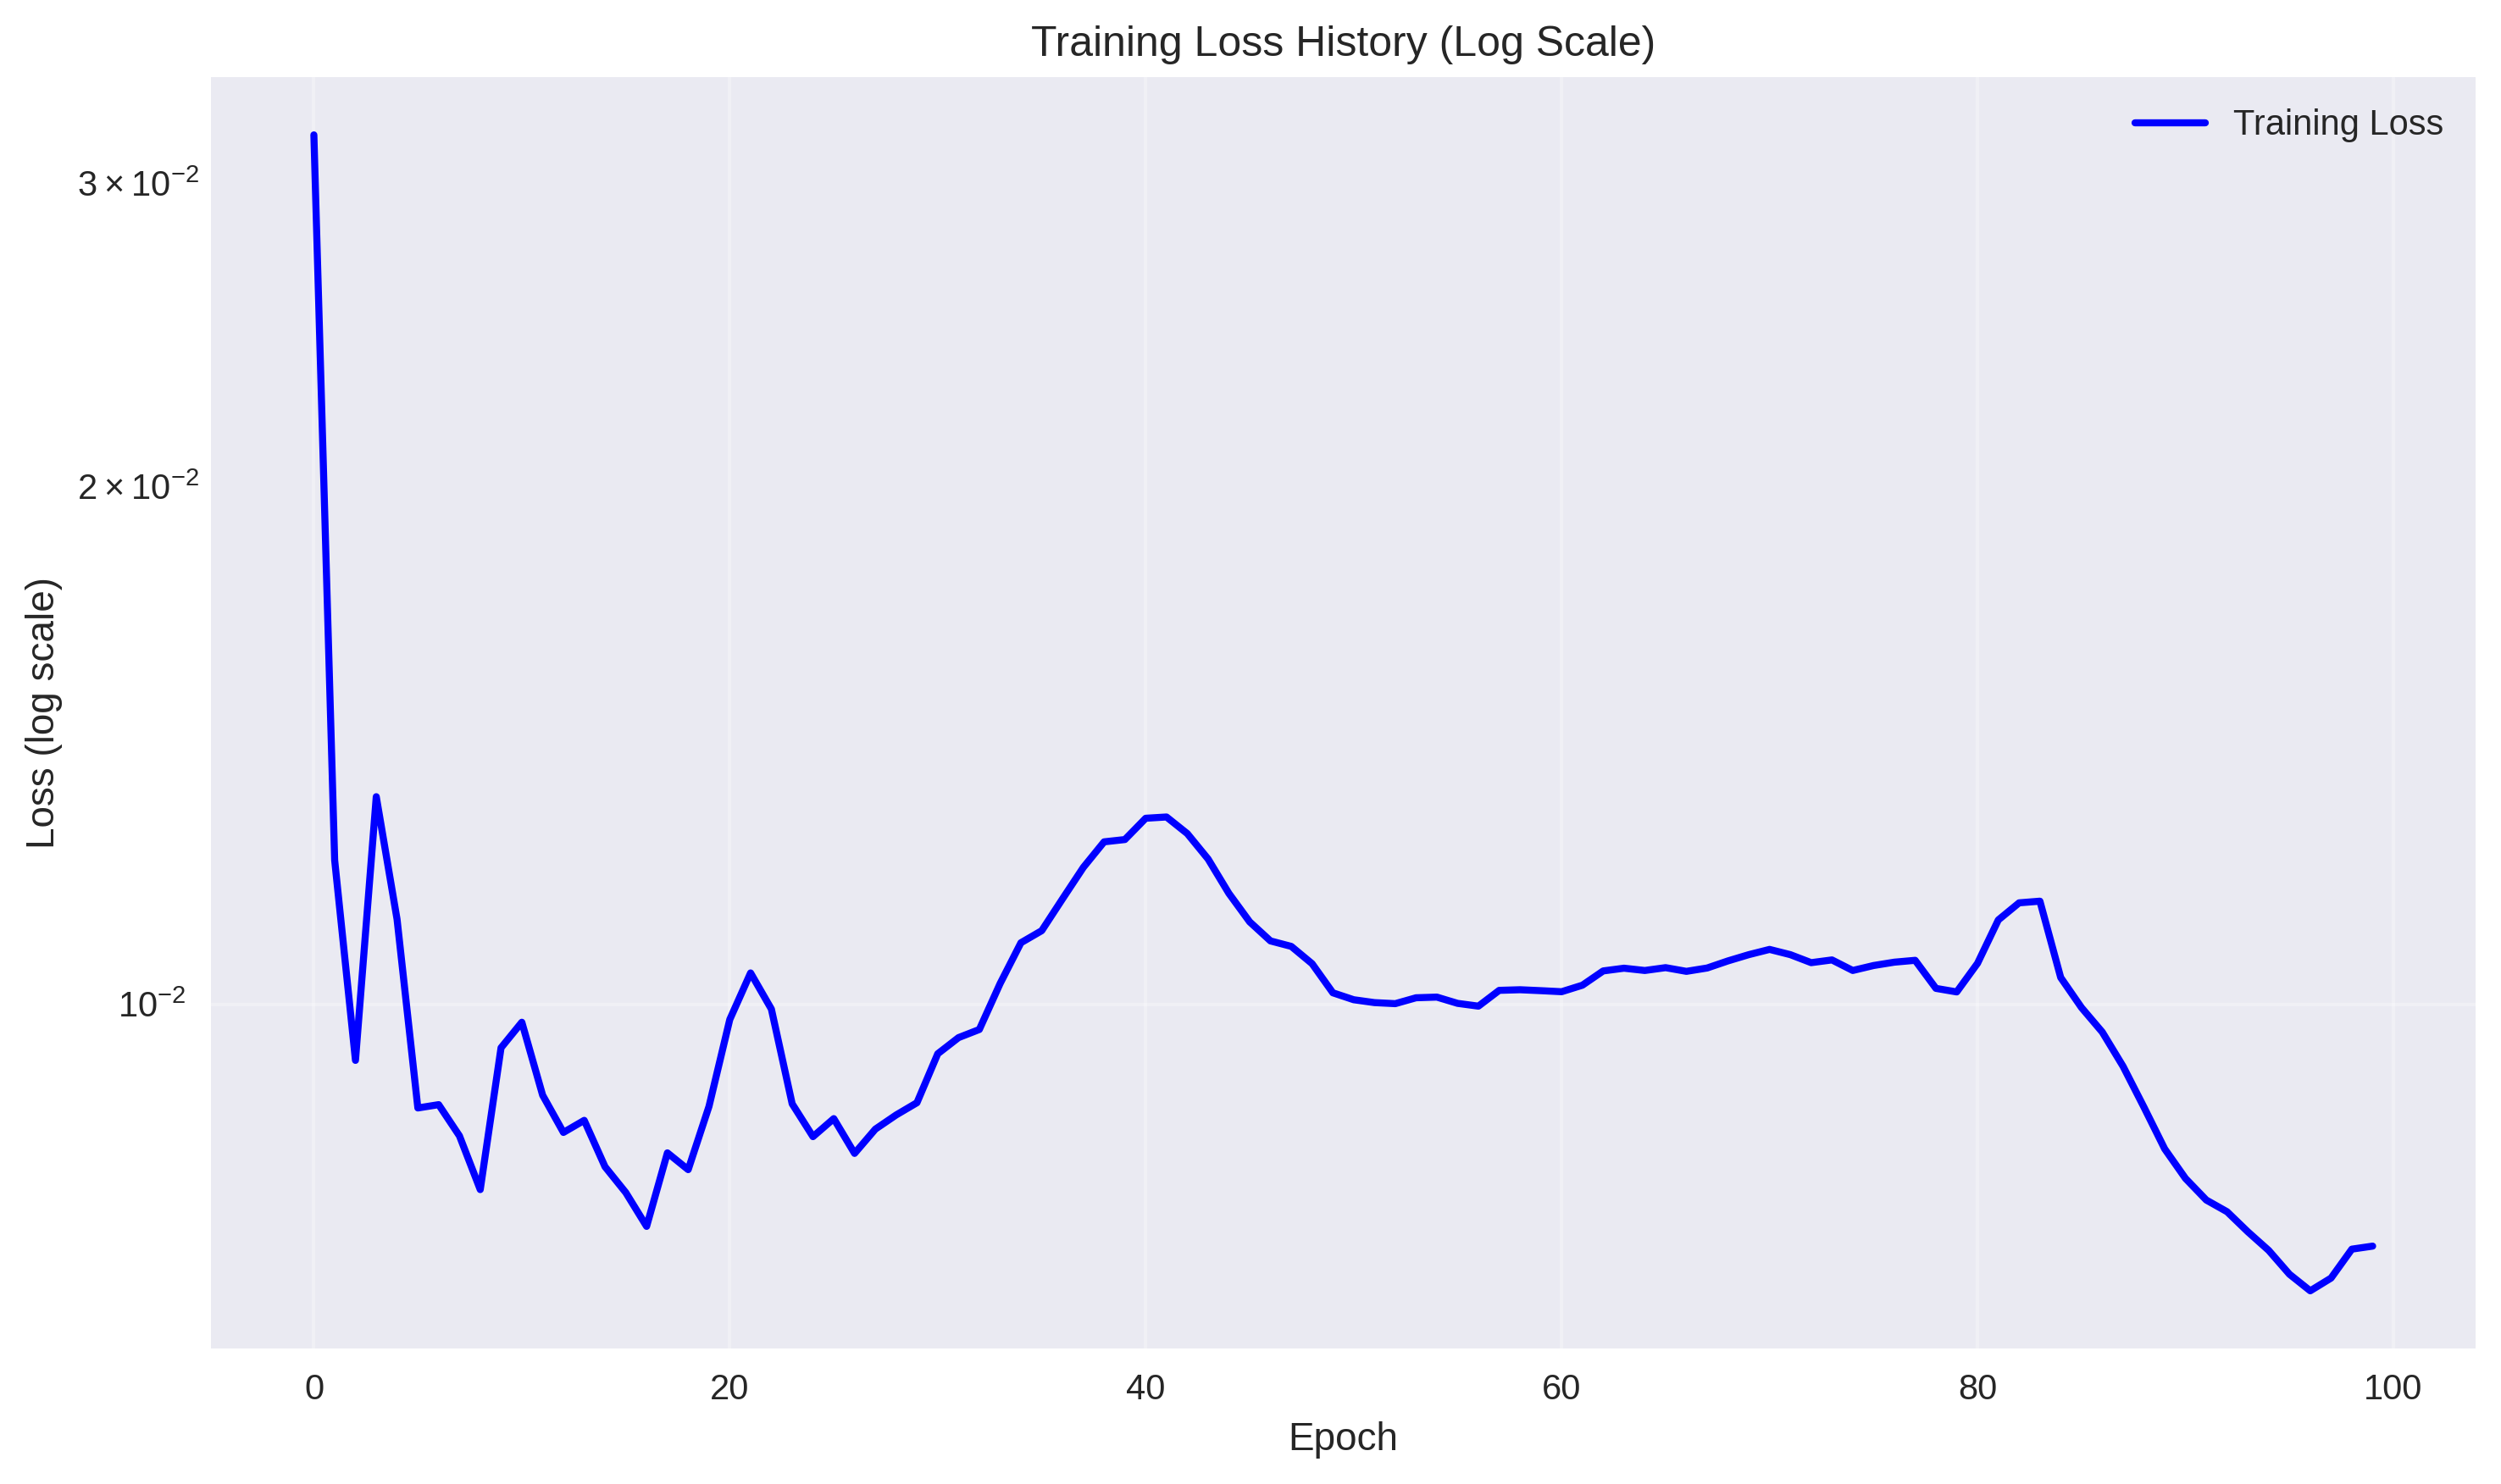 Training Loss History (Log Scale)
Training Loss
3 × 10⁻²
2 × 10⁻²
10⁻²
Loss (log scale)
0 20 40 60 80 100
Epoch